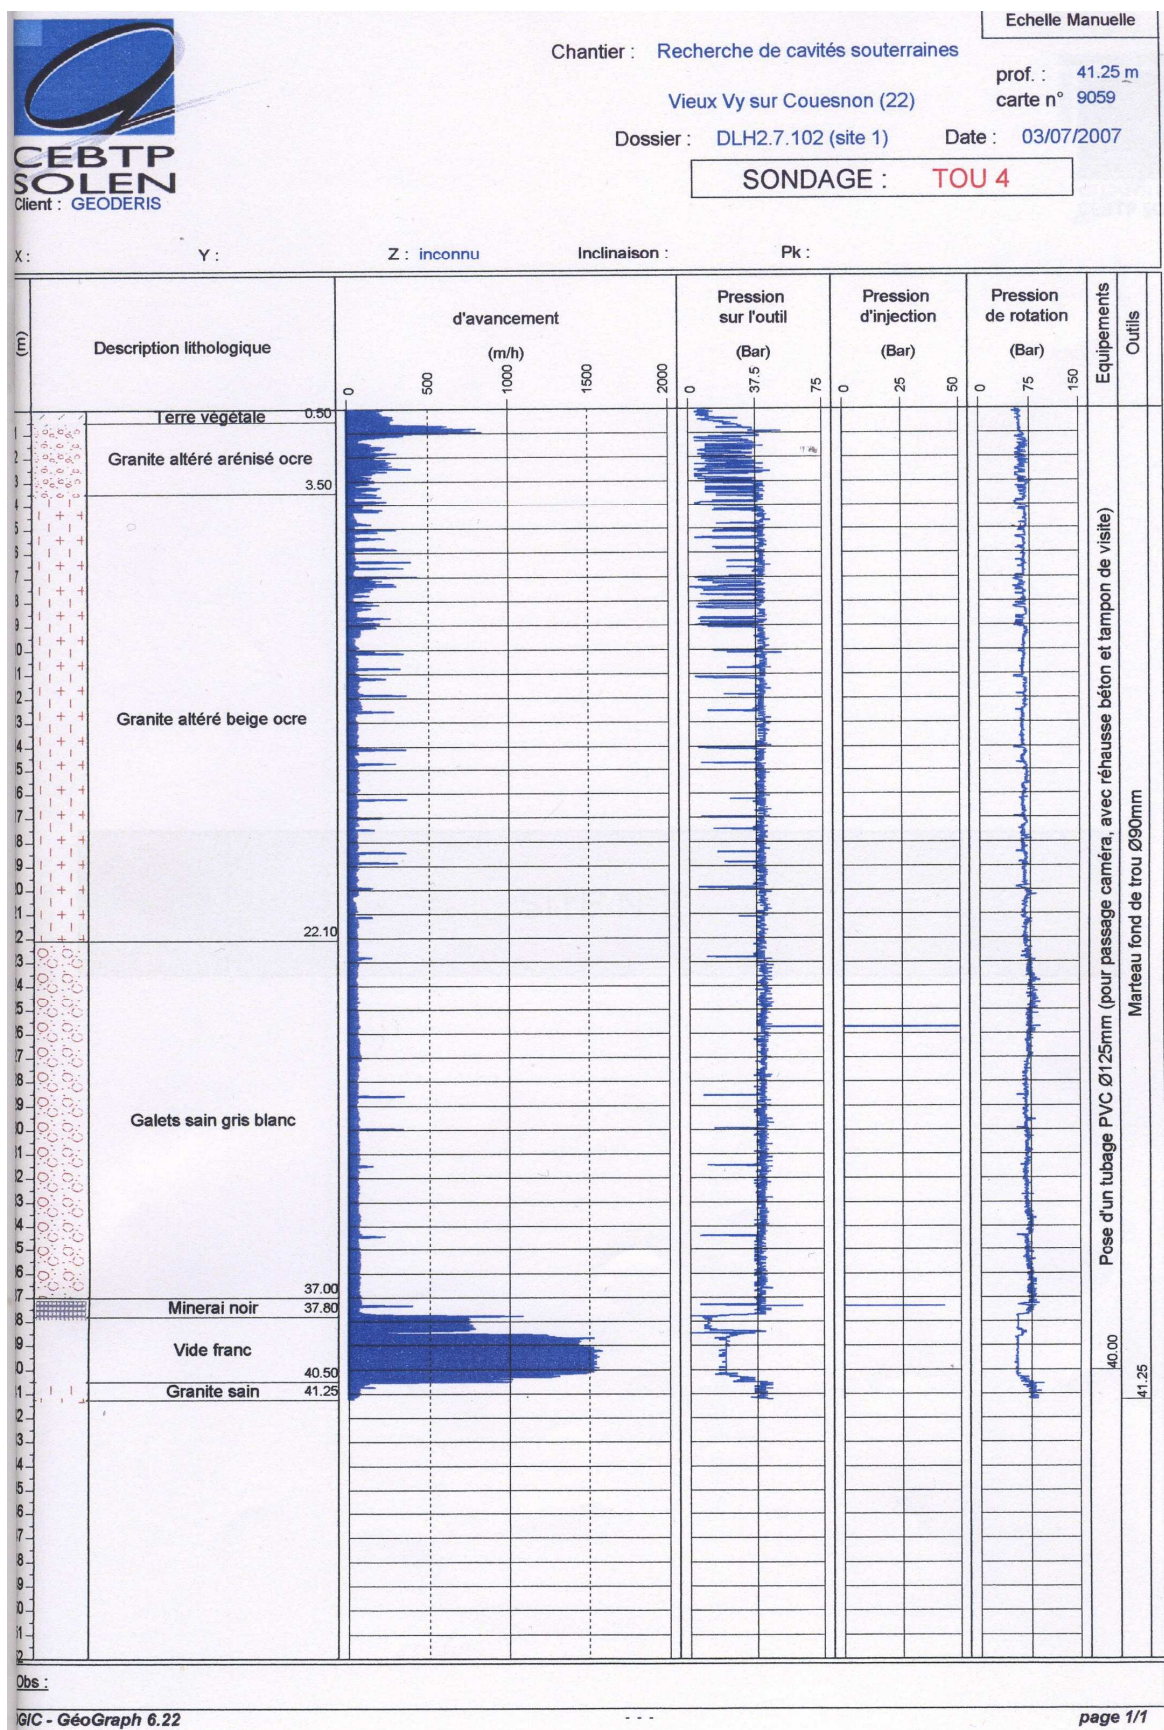 Echelle Manuelle
Chantier : Recherche de cavités souterraines
prof. : 41.25 m
Vieux Vy sur Couesnon (22)
carte n° 9059
Dossier : DLH2.7.102 (site 1) Date : 03/07/2007
CEBTP
SOLEN
SONDAGE : TOU 4
Client : GEODERIS
X : Y : Z : inconnu Inclinaison : Pk :
(m)
Description lithologique
d'avancement
(m/h)
0 500 1000 1500 2000
Pression
sur l'outil
(Bar)
0 37.5 75
Pression
d'injection
(Bar)
0 25 50
Pression
de rotation
(Bar)
0 75 150
Equipements
Outils
Terre végétale 0.50
Granite altéré arénisé ocre
3.50
Granite altéré beige ocre
22.10
Galets sain gris blanc
37.00
Minerai noir 37.80
Vide franc
40.50
Granite sain 41.25
Pose d'un tubage PVC Ø125mm (pour passage caméra, avec réhausse béton et tampon de visite)
40.00
Marteau fond de trou Ø90mm
41.25
Obs :
GIC - GéoGraph 6.22
- - -
page 1/1